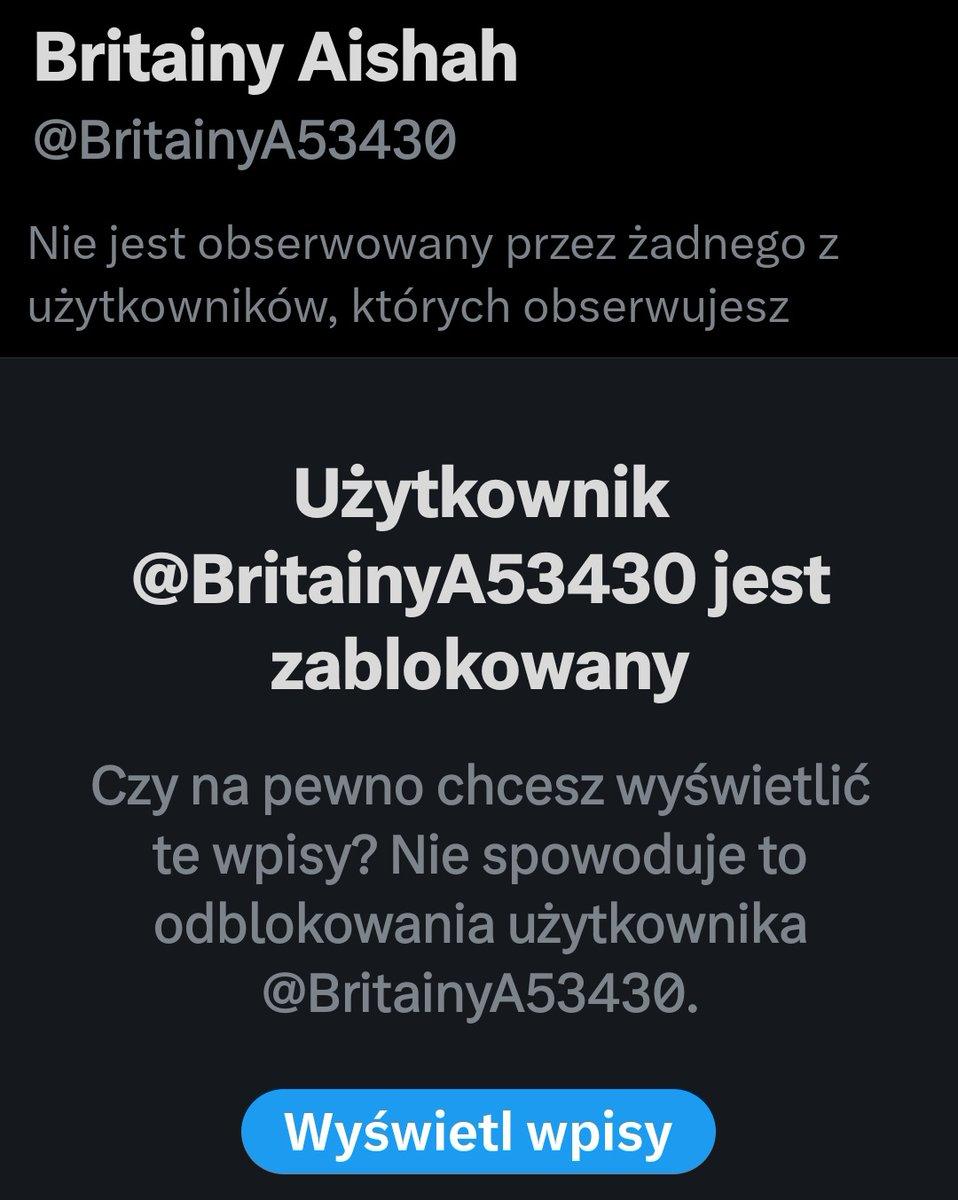 Britainy Aishah
@BritainyA53430
Nie jest obserwowany przez żadnego z
użytkowników, których obserwujesz
Użytkownik
@BritainyA53430 jest
zablokowany
Czy na pewno chcesz wyświetlić
te wpisy? Nie spowoduje to
odblokowania użytkownika
@BritainyA53430.
Wyświetl wpisy